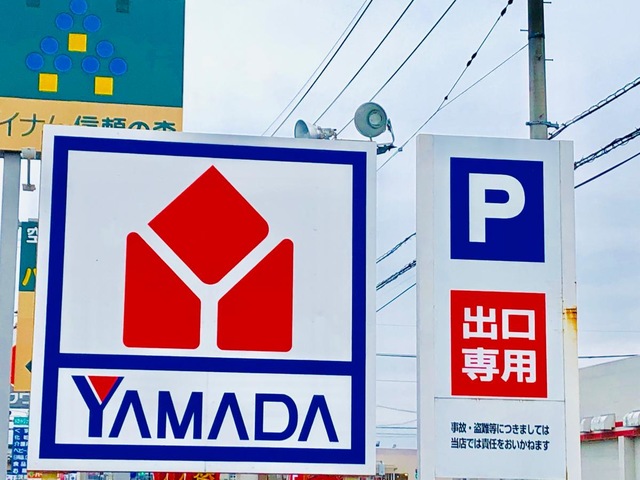 イナム 信頼の森
YAMADA
P
出口
専用
事故・盗難等につきましては
当店では責任をおいかねます